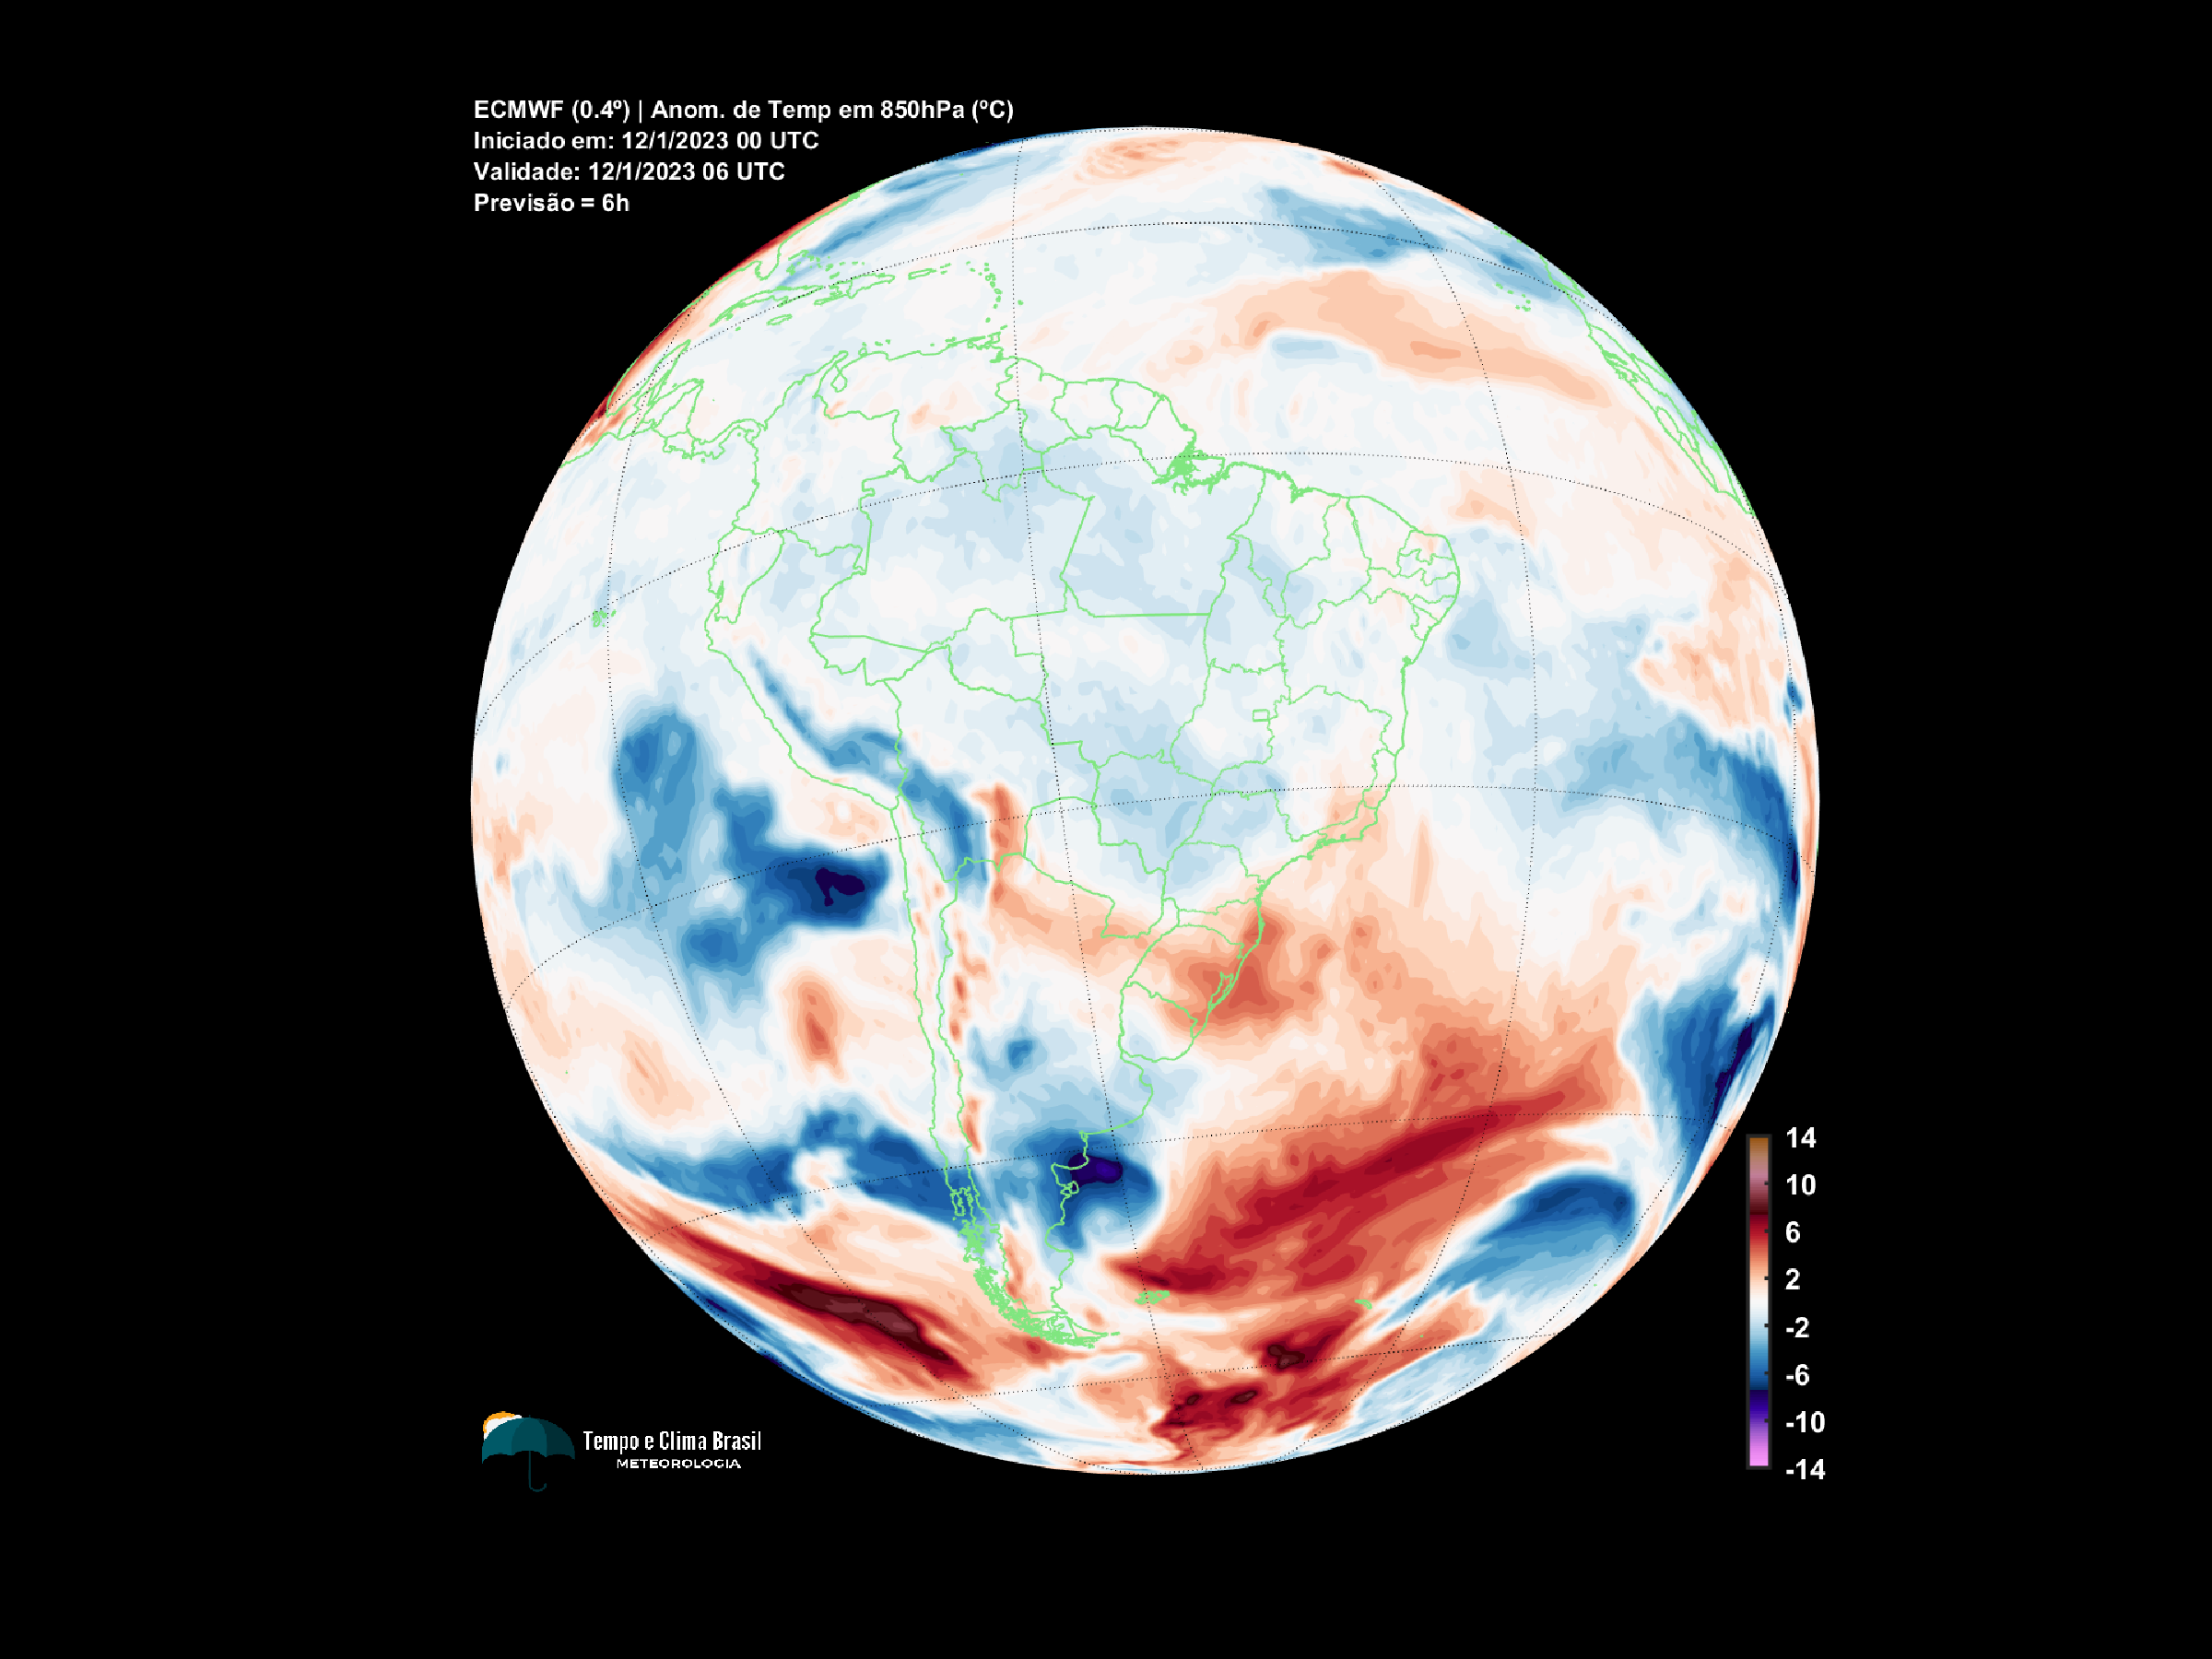 ECMWF (0.4º) | Anom. de Temp em 850hPa (ºC)
Iniciado em: 12/1/2023 00 UTC
Validade: 12/1/2023 06 UTC
Previsão = 6h
14
10
6
2
-2
-6
-10
-14
Tempo e Clima Brasil
METEOROLOGIA